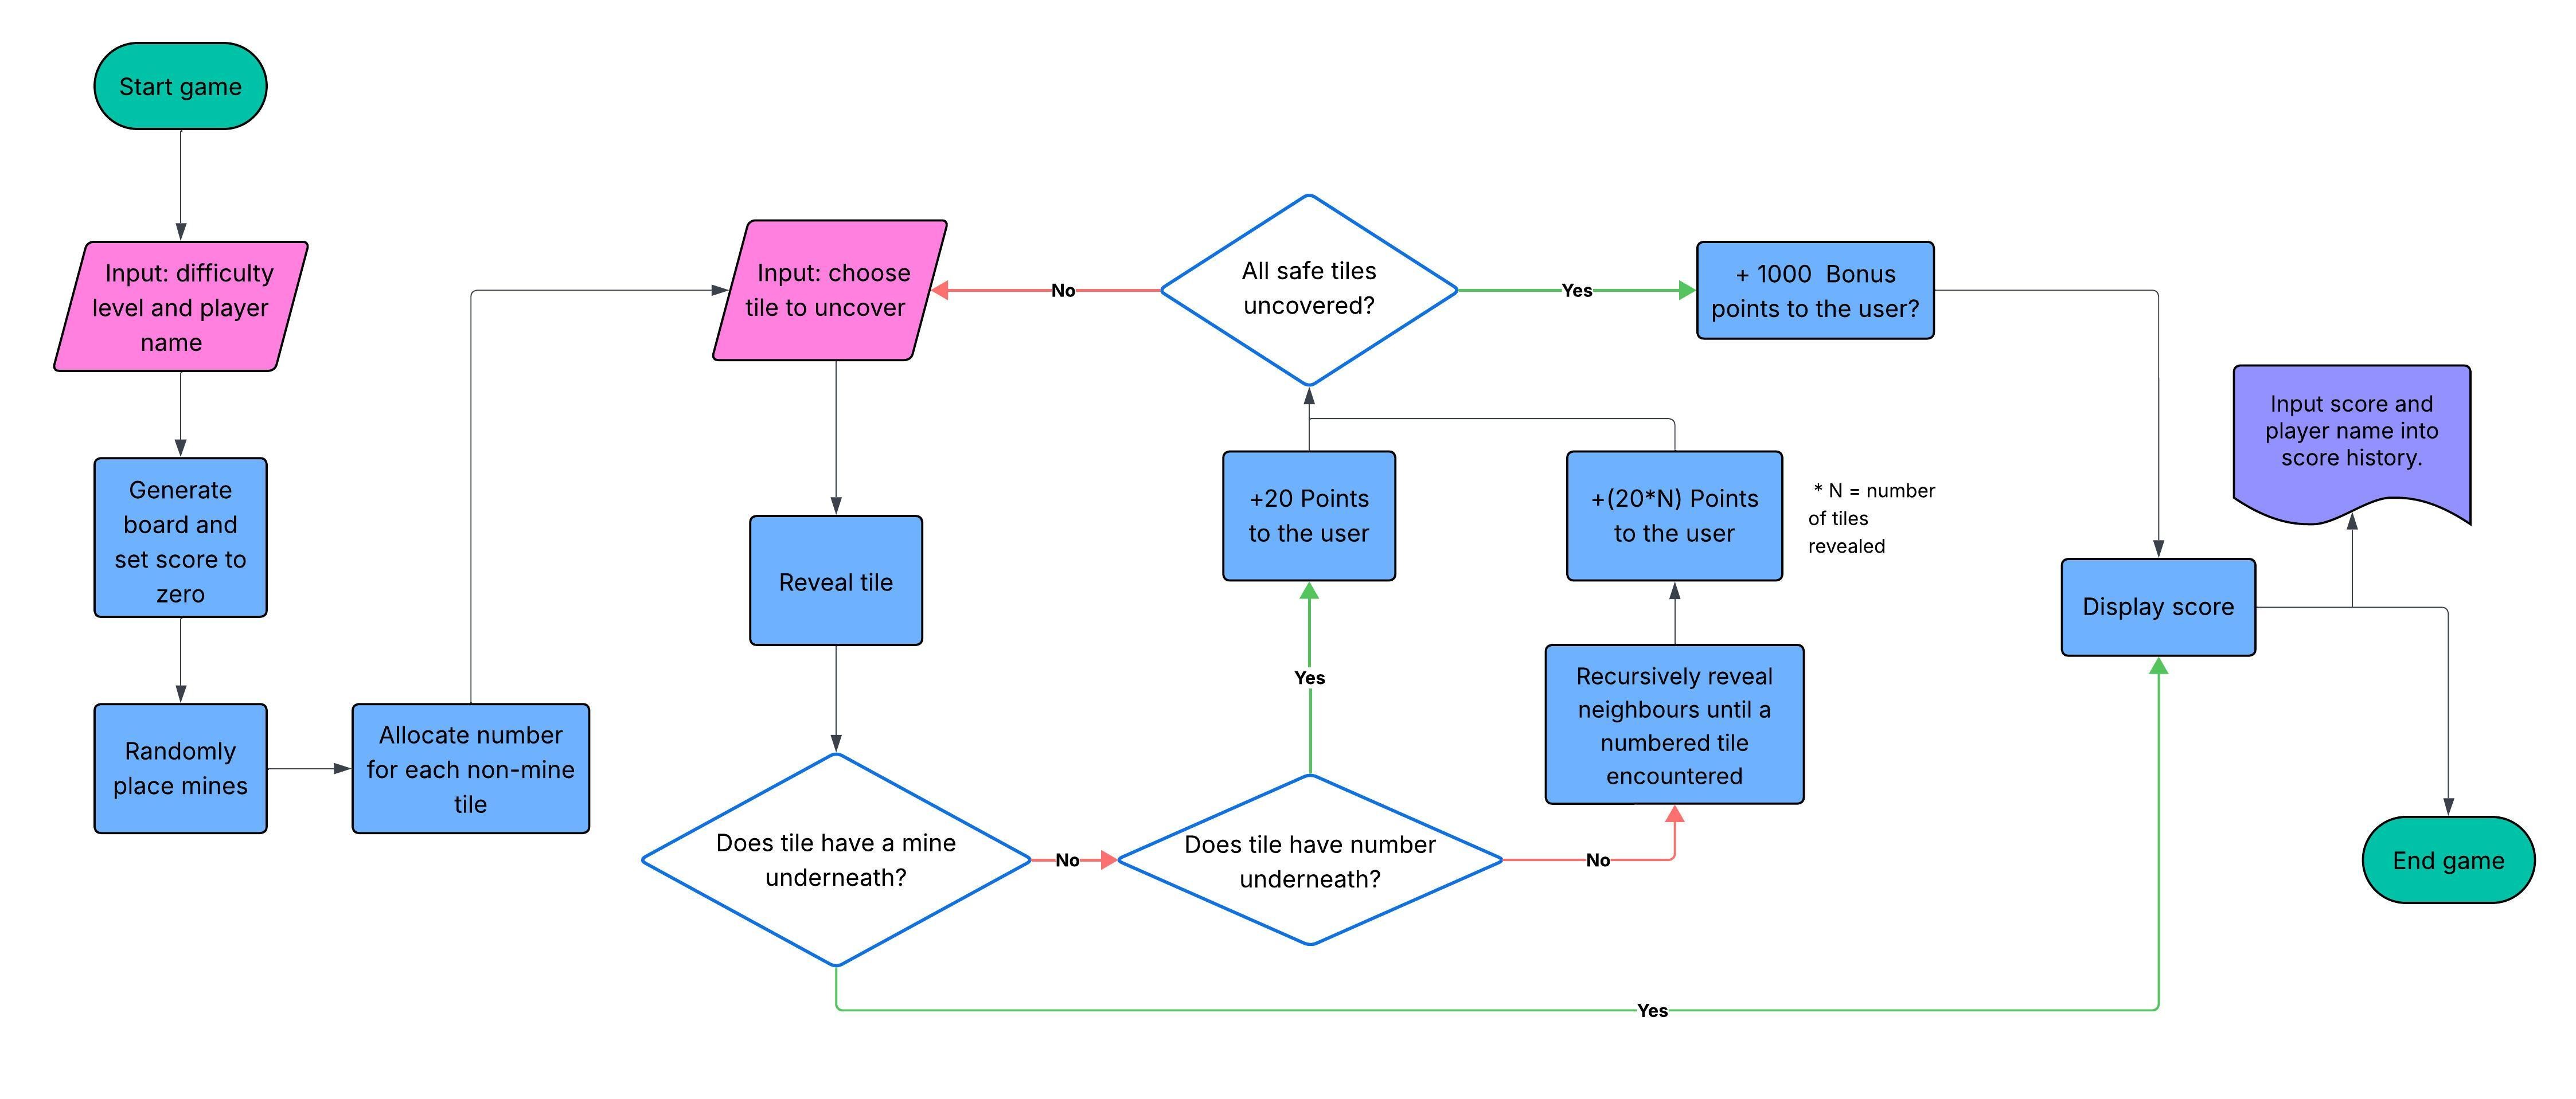 Start game
Input: difficulty
level and player
name
Generate
board and
set score to
zero
Randomly
place mines
Allocate number
for each non-mine
tile
Input: choose
tile to uncover
Reveal tile
Does tile have a mine
underneath?
No
Yes
Does tile have number
underneath?
Yes
No
+20 Points
to the user
Recursively reveal
neighbours until a
numbered tile
encountered
+(20*N) Points
to the user
* N = number
of tiles
revealed
All safe tiles
uncovered?
No
Yes
+ 1000  Bonus
points to the user?
Display score
Input score and
player name into
score history.
End game